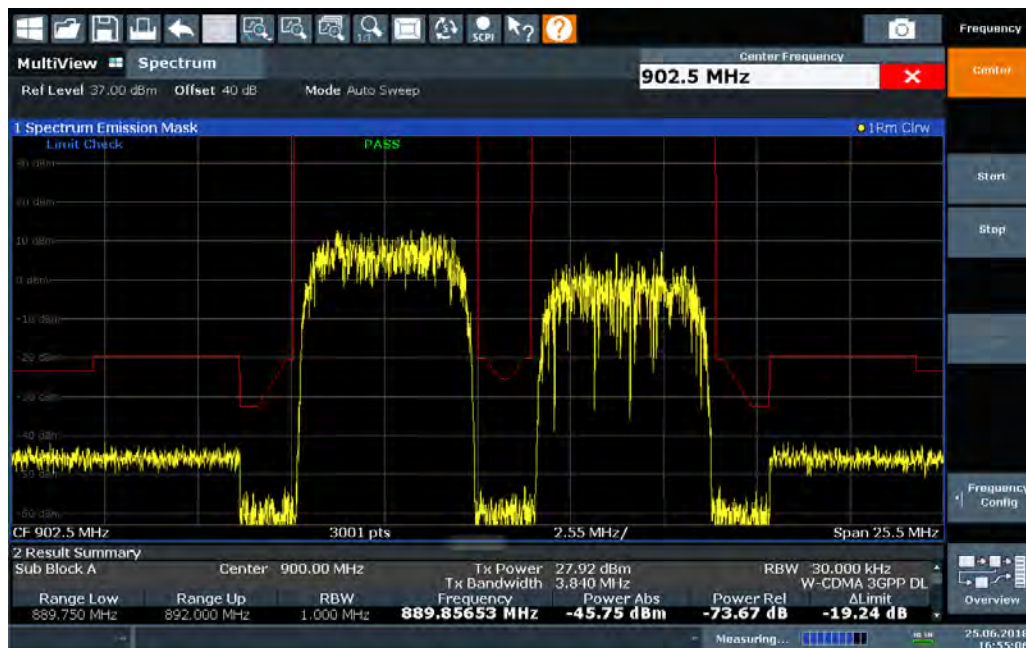 SCPI
Frequency
MultiView Spectrum
Center Frequency
902.5 MHz
Center
Ref Level 37.00 dBm Offset 40 dB Mode Auto Sweep
1 Spectrum Emission Mask
1Rm Clrw
Limit Check PASS
20 dBm
10 dBm
0 dBm
Start
Stop
CF 902.5 MHz 3001 pts 2.55 MHz/ Span 25.5 MHz
Frequency
Config
2 Result Summary
Sub Block A Center 900.00 MHz Tx Power 27.92 dBm RBW 30.000 kHz
Tx Bandwidth 3.840 MHz W-CDMA 3GPP DL
Range Low Range Up RBW Frequency Power Abs Power Rel ΔLimit
889.750 MHz 892.000 MHz 1.000 MHz 889.85653 MHz -45.75 dBm -73.67 dB -19.24 dB
Overview
Measuring...
25.06.2018
16:55:08